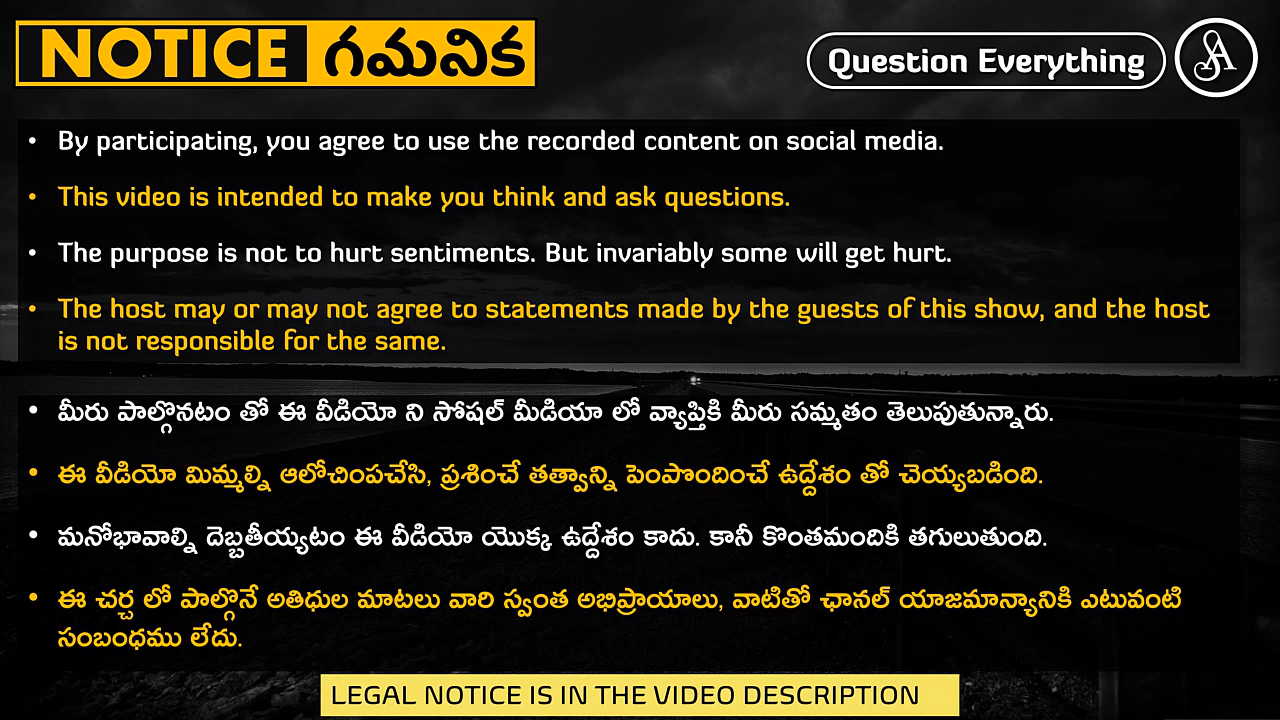 NOTICE గమనిక
Question Everything
• By participating, you agree to use the recorded content on social media.
• This video is intended to make you think and ask questions.
• The purpose is not to hurt sentiments. But invariably some will get hurt.
• The host may or may not agree to statements made by the guests of this show, and the host
is not responsible for the same.
• మీరు పాల్గొనటం తో ఈ వీడియో ని సోషల్ మీడియా లో వ్యాప్తికి మీరు సమ్మతం తెలుపుతున్నారు.
• ఈ వీడియో మిమ్మల్ని ఆలోచింపచేసి, ప్రశించే తత్వాన్ని పెంపొందించే ఉద్దేశం తో చెయ్యబడింది.
• మనోభావాల్ని దెబ్బతీయ్యటం ఈ వీడియో యొక్క ఉద్దేశం కాదు. కానీ కొంతమందికి తగులుతుంది.
• ఈ చర్చ లో పాల్గొనే అతిధుల మాటలు వారి స్వంత అభిప్రాయాలు, వాటితో ఛానల్ యాజమాన్యానికి ఎటువంటి
సంబంధము లేదు.
LEGAL NOTICE IS IN THE VIDEO DESCRIPTION